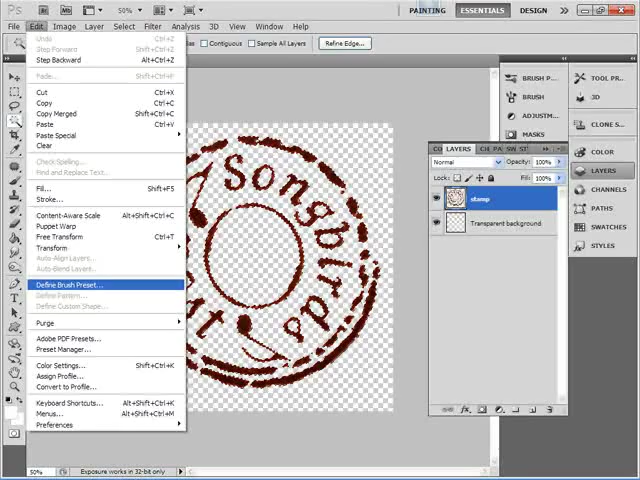 Ps 50%
PAINTING ESSENTIALS DESIGN
File Edit Image Layer Select Filter Analysis 3D View Window Help
Contiguous Sample All Layers Refine Edge...
Undo Ctrl+Z
Step Forward Shift+Ctrl+Z
Step Backward Alt+Ctrl+Z
Fade... Shift+Ctrl+F
Cut Ctrl+X
Copy Ctrl+C
Copy Merged Shift+Ctrl+C
Paste Ctrl+V
Paste Special
Clear
Check Spelling...
Find and Replace Text...
Fill... Shift+F5
Stroke...
Content-Aware Scale Alt+Shift+Ctrl+C
Puppet Warp
Free Transform Ctrl+T
Transform
Auto-Align Layers...
Auto-Blend Layers...
Define Brush Preset...
Define Pattern...
Define Custom Shape...
Purge
Adobe PDF Presets...
Preset Manager...
Color Settings... Shift+Ctrl+K
Assign Profile...
Convert to Profile...
Keyboard Shortcuts... Alt+Shift+Ctrl+K
Menus... Alt+Shift+Ctrl+M
Preferences
Songbirds
LAYERS CH PA SW ST
Normal Opacity: 100%
Lock: Fill: 100%
stamp
Transparent background
BRUSH P...
BRUSH
ADJUSTM...
MASKS
TOOL PR...
3D
CLONE S...
COLOR
LAYERS
CHANNELS
PATHS
SWATCHES
STYLES
50% Exposure works in 32-bit only